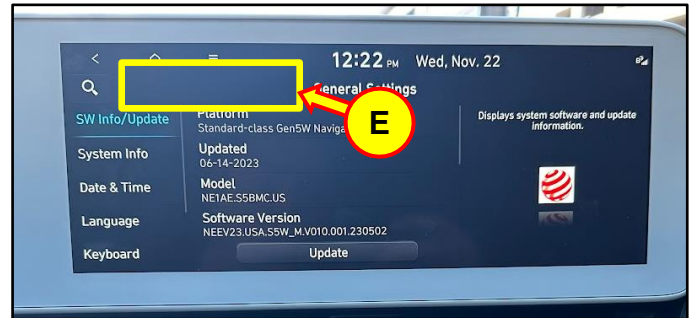 12:22 PM Wed, Nov. 22
General Settings
SW Info/Update
Platform
Standard-class Gen5W
System Info
Updated
06-14-2023
Date & Time
Model
NE1AE.S5BMC.US
Language
Software Version
NEEV23.USA.S5W_M.V010.001.230502
Keyboard
Update
Displays system software and update
information.
E